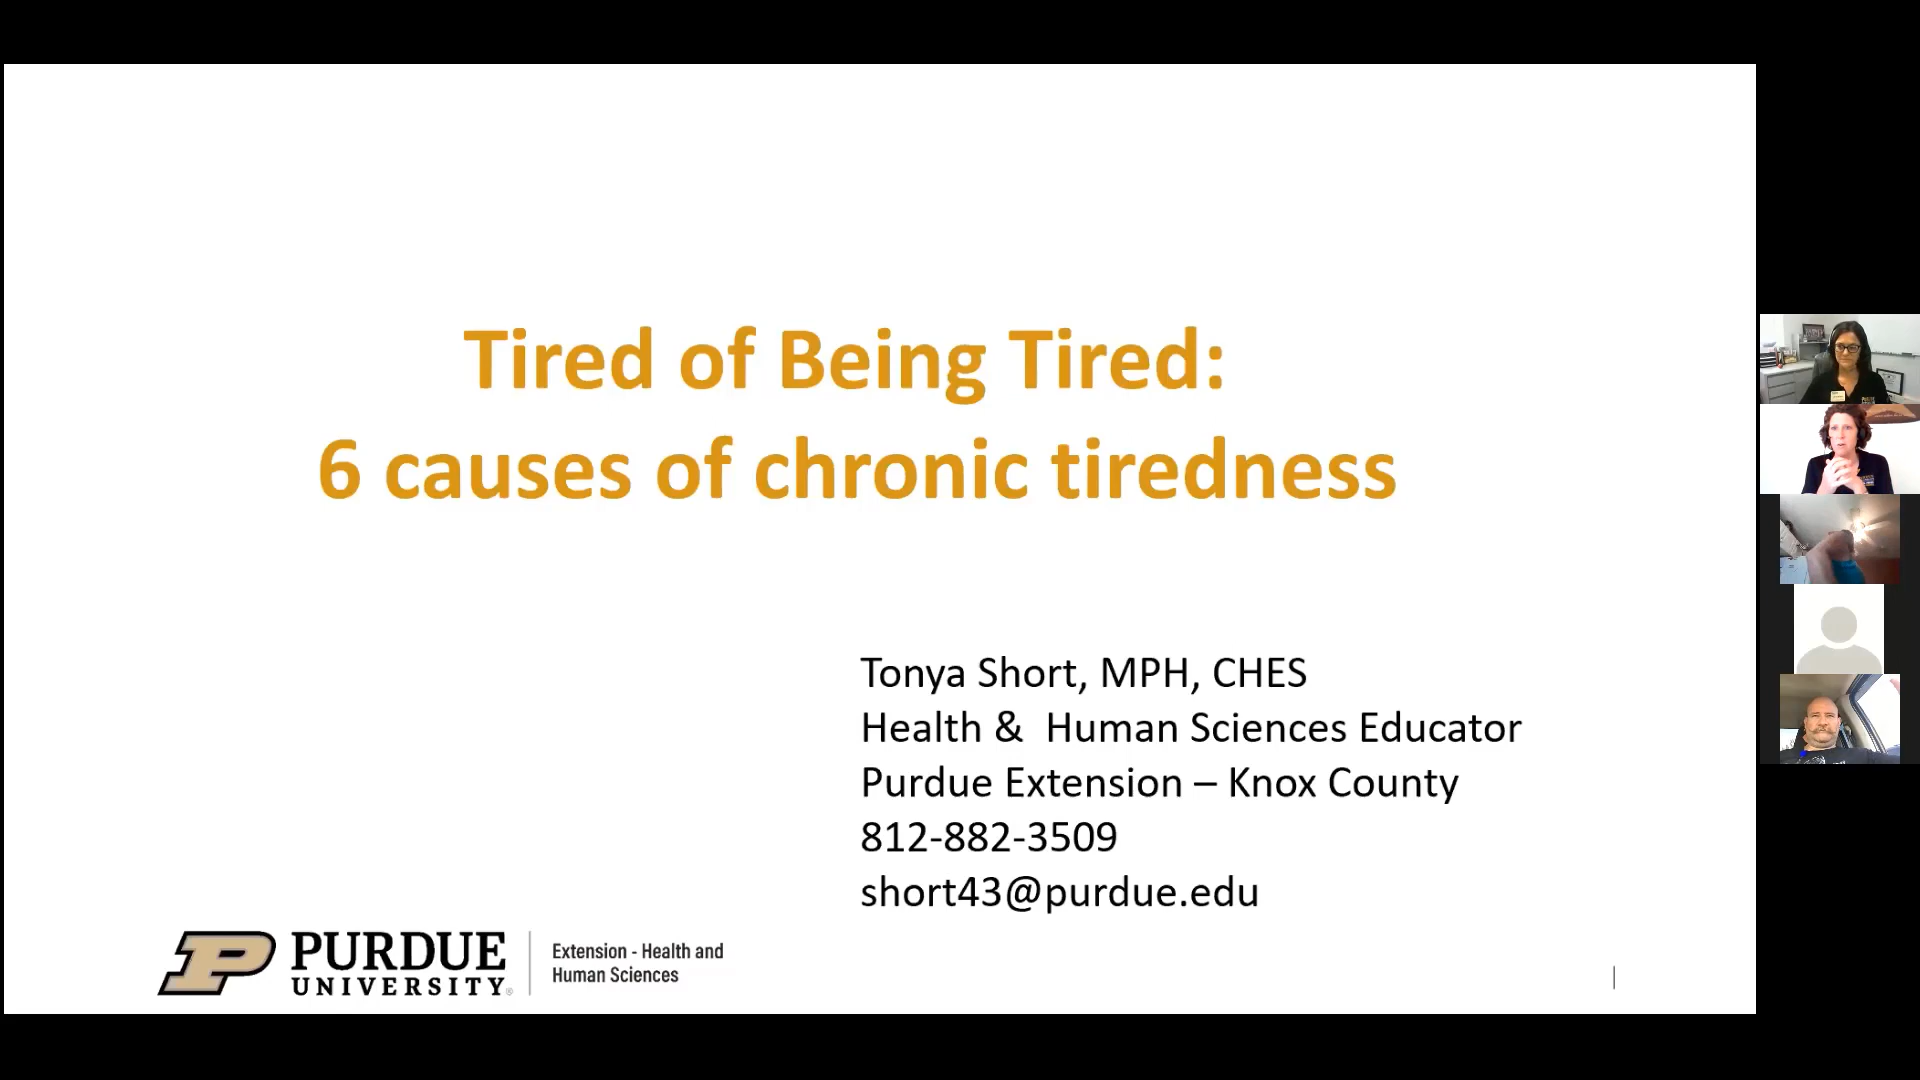 Tired of Being Tired:
6 causes of chronic tiredness
Tonya Short, MPH, CHES
Health &  Human Sciences Educator
Purdue Extension – Knox County
812-882-3509
short43@purdue.edu
PURDUE
UNIVERSITY®
Extension - Health and
Human Sciences